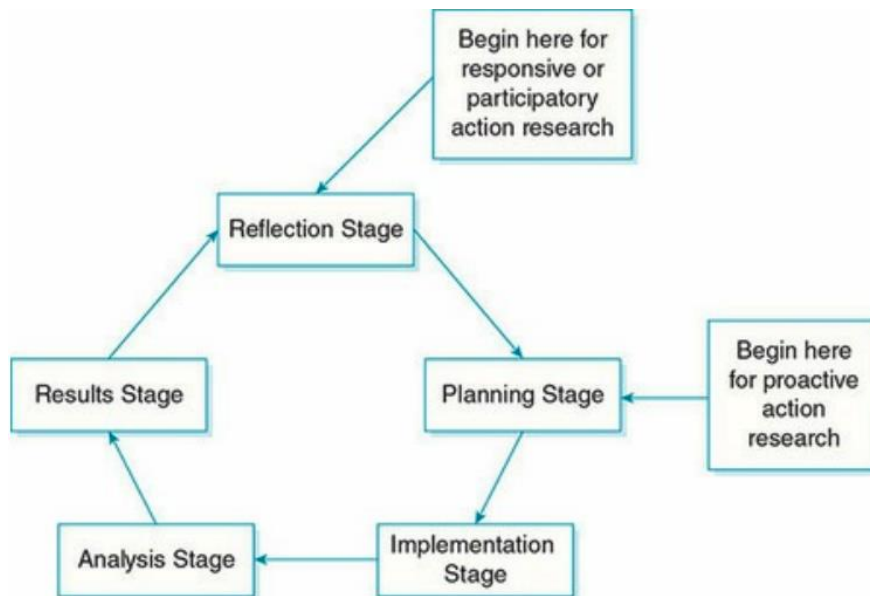 Begin here for
responsive or
participatory
action research
Reflection Stage
Results Stage
Planning Stage
Begin here
for proactive
action
research
Analysis Stage
Implementation
Stage